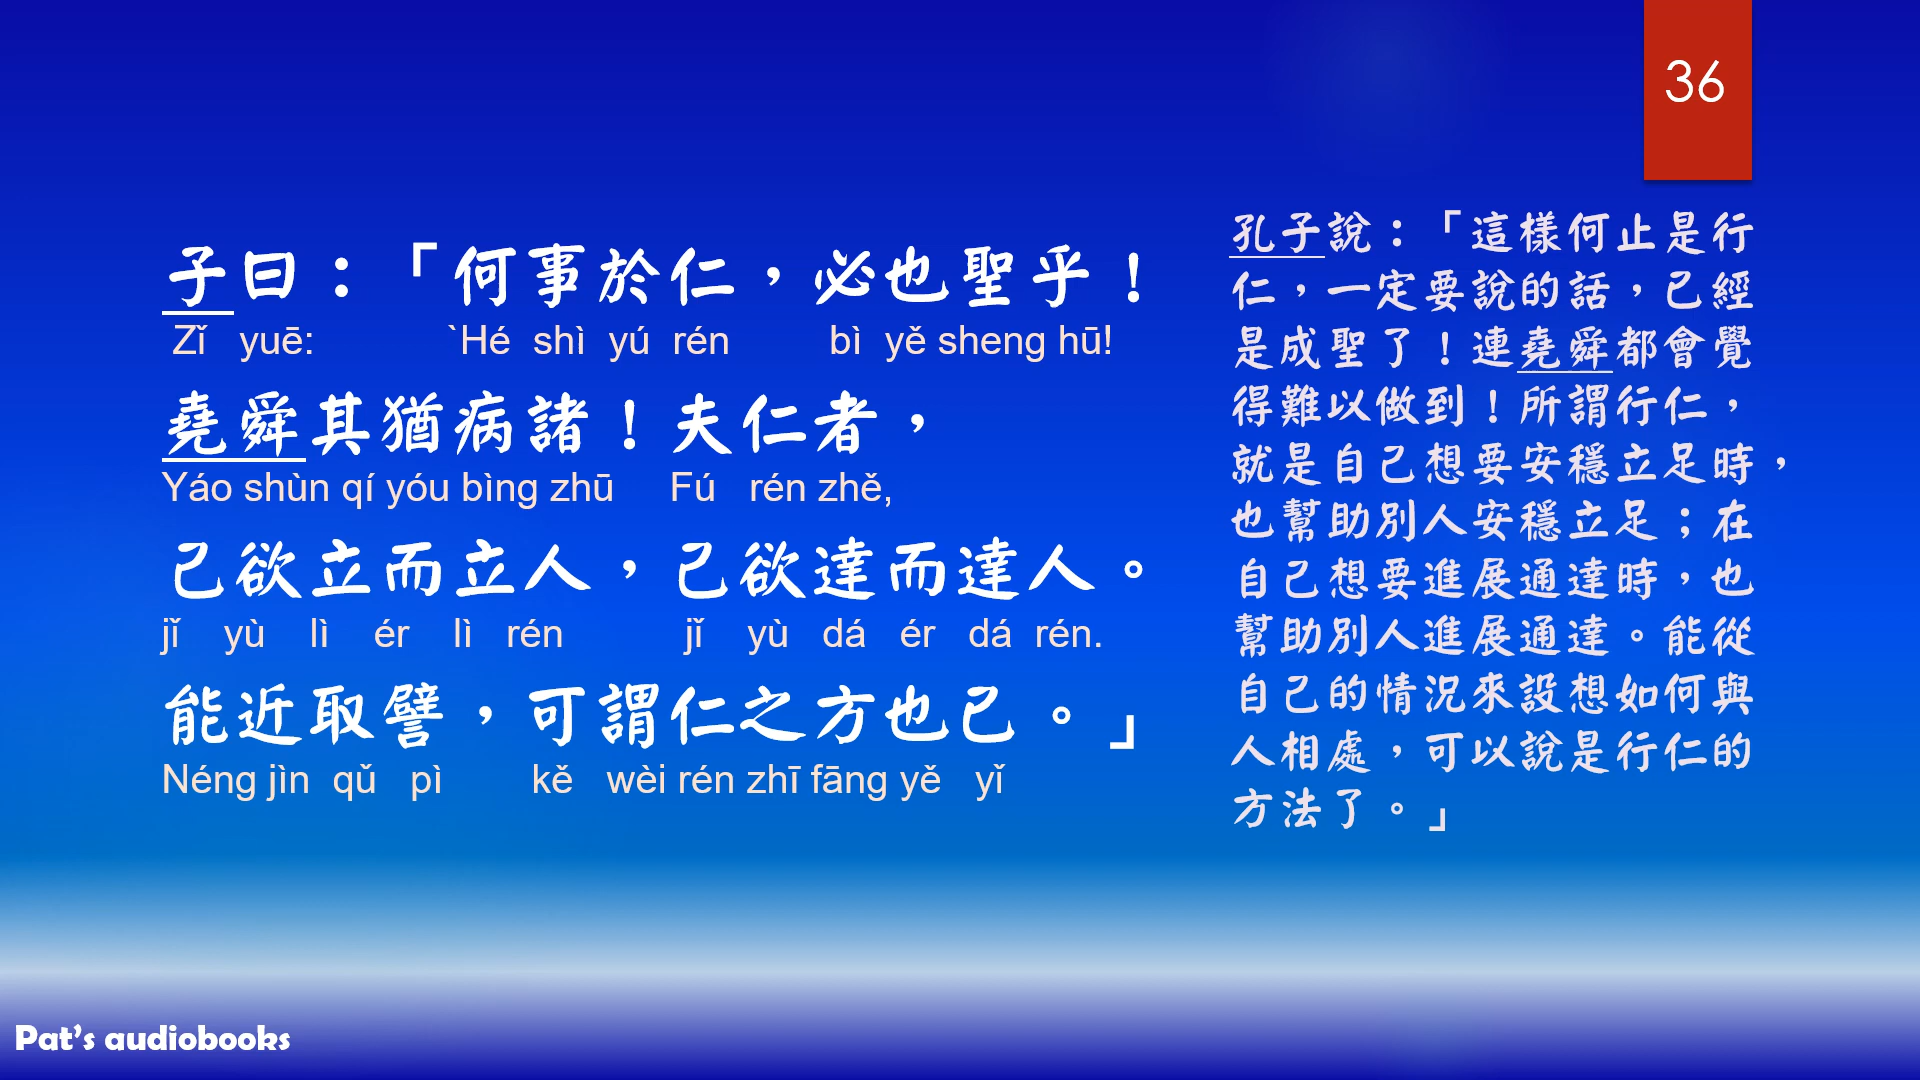 36
子曰：「何事於仁，必也聖乎！
Zǐ yuē: `Hé shì yú rén bì yě sheng hū!
堯舜其猶病諸！夫仁者，
Yáo shùn qí yóu bìng zhū Fú rén zhě,
己欲立而立人，己欲達而達人。
jǐ yù lì ér lì rén jǐ yù dá ér dá rén.
能近取譬，可謂仁之方也已。」
Néng jìn qǔ pì kě wèi rén zhī fāng yě yǐ
孔子說：「這樣何止是行
仁，一定要說的話，已經
是成聖了！連堯舜都會覺
得難以做到！所謂行仁，
就是自己想要安穩立足時，
也幫助別人安穩立足；在
自己想要進展通達時，也
幫助別人進展通達。能從
自己的情況來設想如何與
人相處，可以說是行仁的
方法了。」
Pat's audiobooks